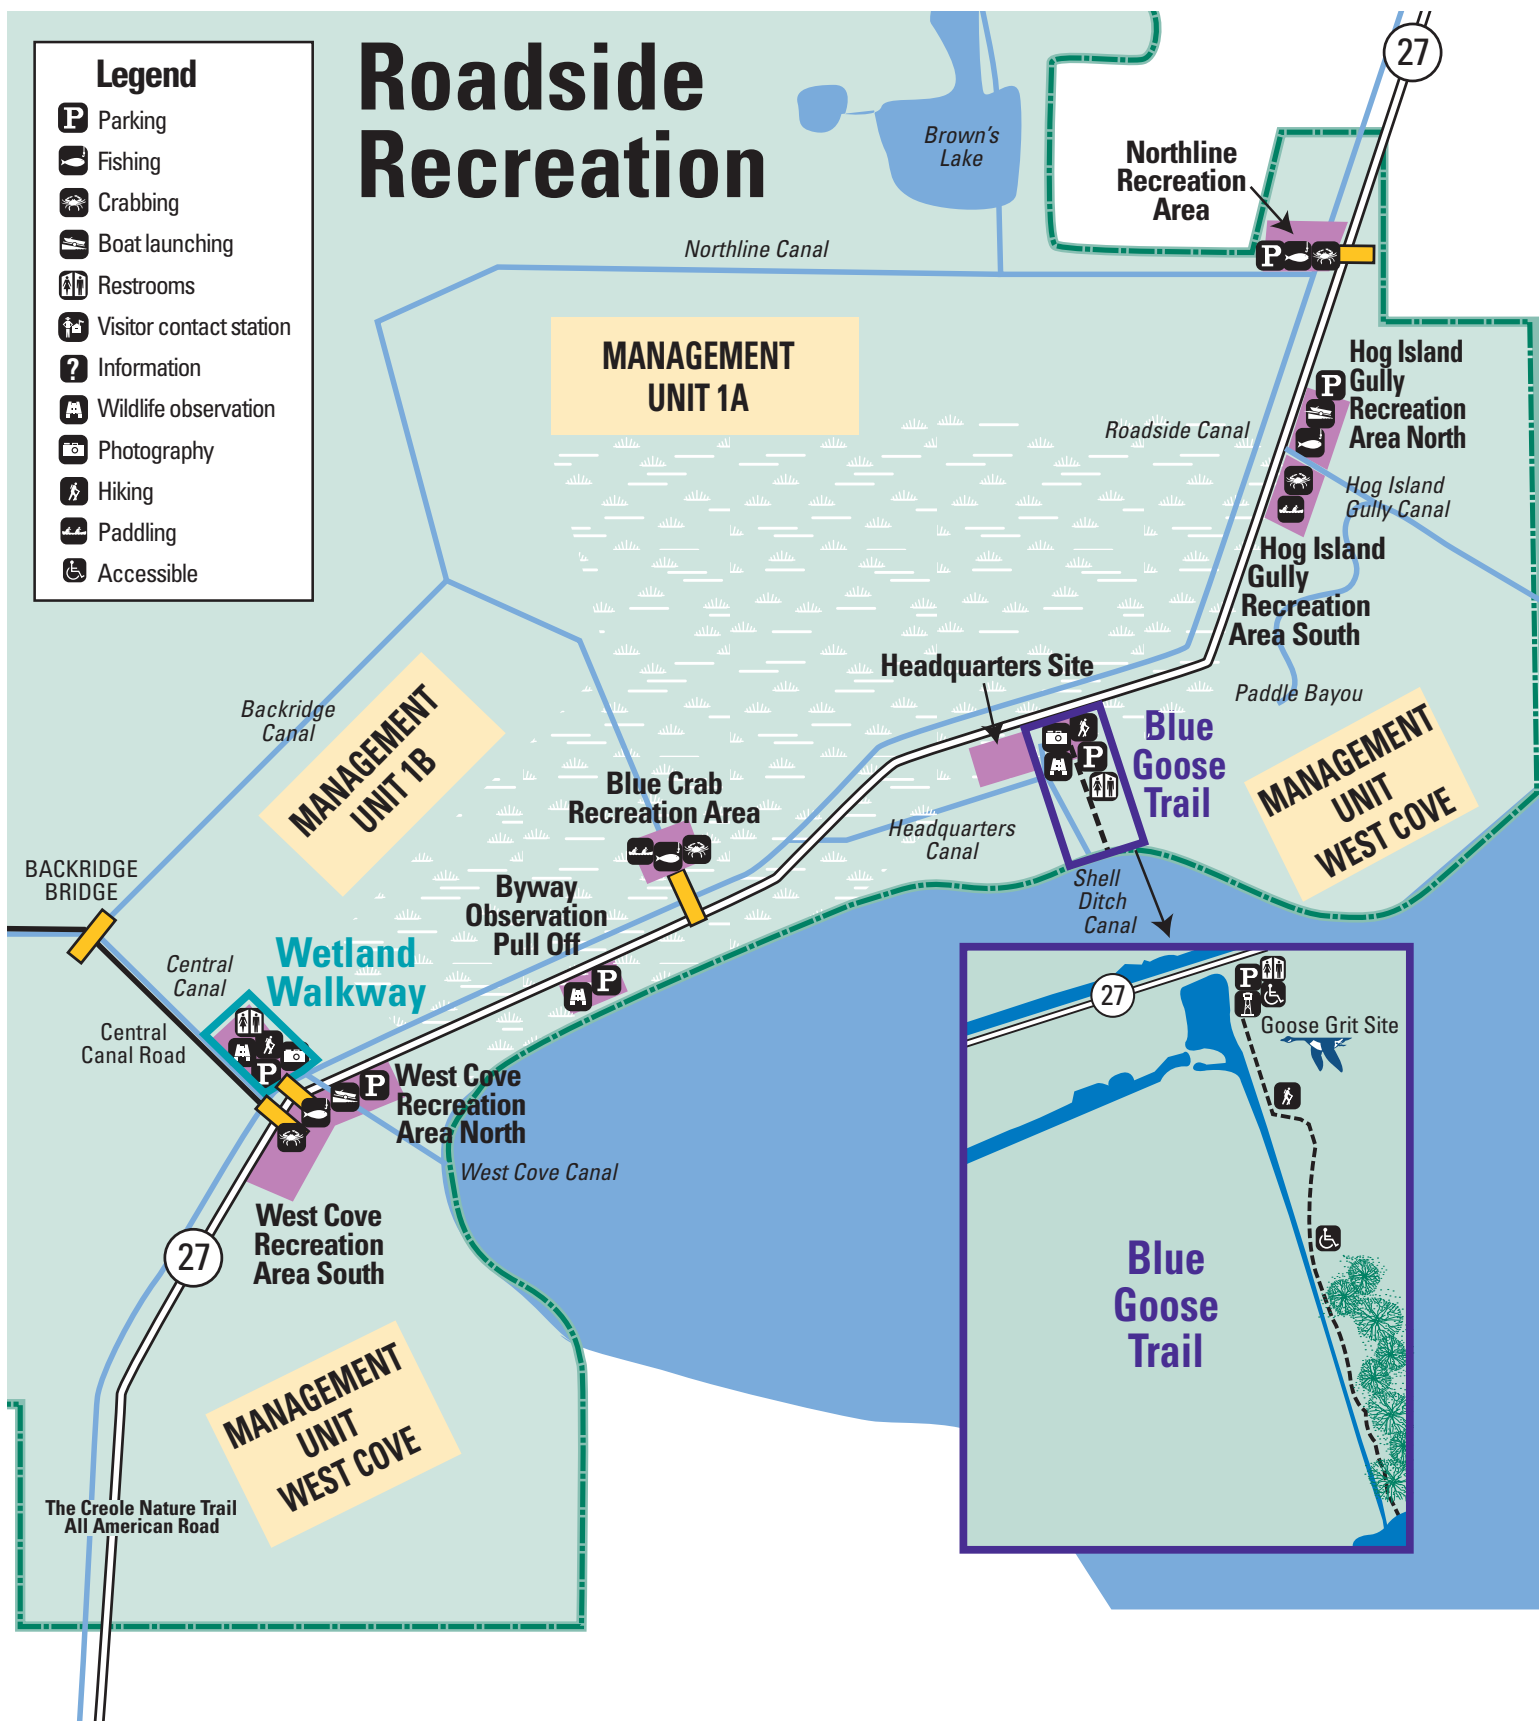 Roadside
Recreation
Legend
P Parking
Fishing
Crabbing
Boat launching
Restrooms
Visitor contact station
? Information
Wildlife observation
Photography
Hiking
Paddling
Accessible
27
Brown's
Lake
Northline
Recreation
Area
P
Northline Canal
MANAGEMENT
UNIT 1A
Hog Island
Gully
Recreation
Area North
P
Roadside Canal
Hog Island
Gully Canal
Hog Island
Gully
Recreation
Area South
Headquarters Site
Paddle Bayou
Backridge
Canal
MANAGEMENT
UNIT 1B
Blue
Goose
Trail
P
MANAGEMENT
UNIT
WEST COVE
Blue Crab
Recreation Area
Headquarters
Canal
BACKRIDGE
BRIDGE
Byway
Observation
Pull Off
P
Shell
Ditch
Canal
Wetland
Walkway
Central
Canal
Central
Canal Road
P
P
West Cove
Recreation
Area North
West Cove Canal
West Cove
Recreation
Area South
27
MANAGEMENT
UNIT
WEST COVE
The Creole Nature Trail
All American Road
27
P
Goose Grit Site
Blue
Goose
Trail